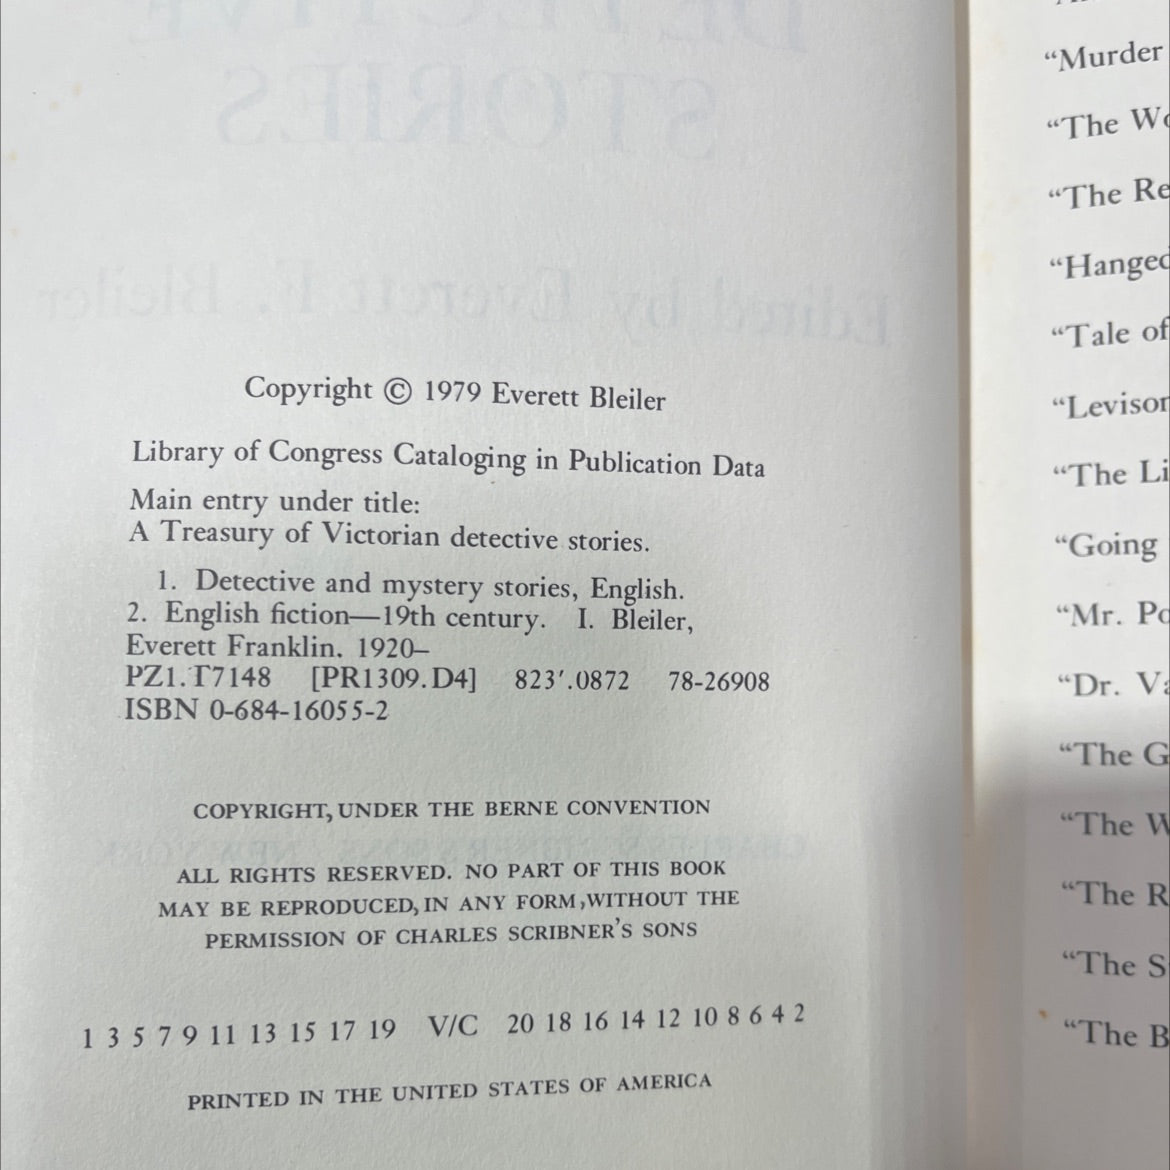 Copyright © 1979 Everett Bleiler
Library of Congress Cataloging in Publication Data
Main entry under title:
A Treasury of Victorian detective stories.
1. Detective and mystery stories, English.
2. English fiction—19th century. I. Bleiler,
Everett Franklin. 1920–
PZ1.T7148 [PR1309.D4] 823′.0872 78-26908
ISBN 0-684-16055-2
COPYRIGHT, UNDER THE BERNE CONVENTION
ALL RIGHTS RESERVED. NO PART OF THIS BOOK
MAY BE REPRODUCED, IN ANY FORM, WITHOUT THE
PERMISSION OF CHARLES SCRIBNER'S SONS
1 3 5 7 9 11 13 15 17 19 V/C 20 18 16 14 12 10 8 6 4 2
PRINTED IN THE UNITED STATES OF AMERICA
“Murder
“The
“The
“Hanged
“Tale of
“The
“Going
“Mr.
“Dr.
“The
“The
“The
“The
“The